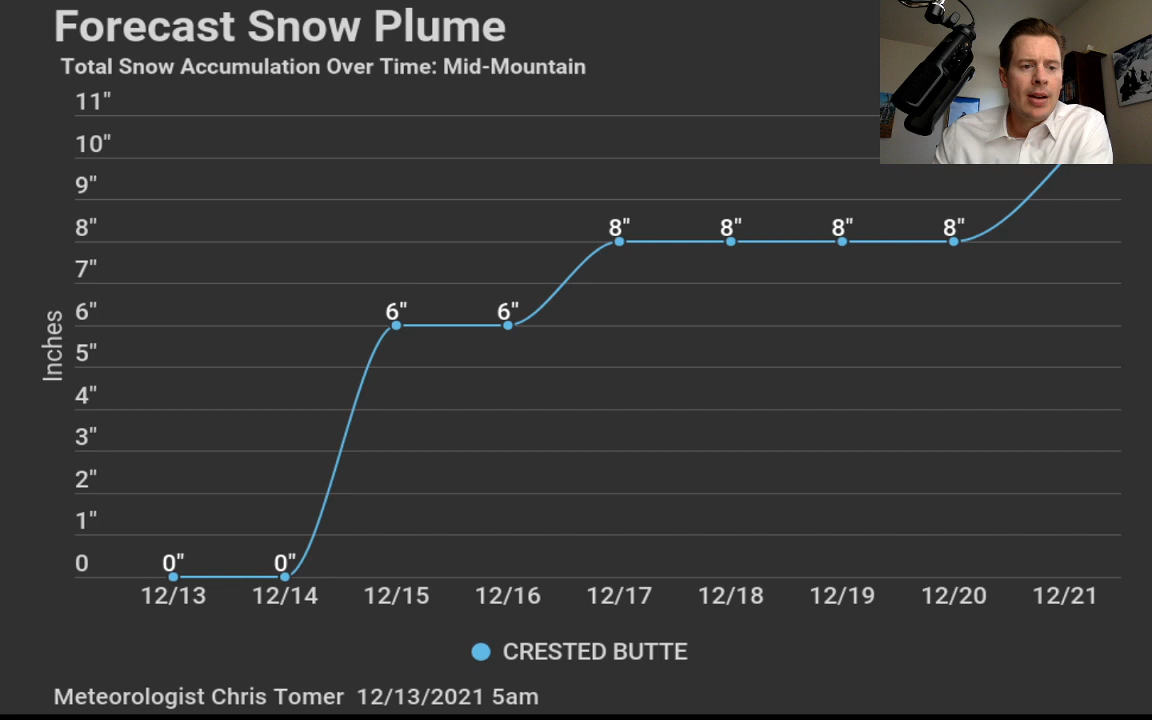 Forecast Snow Plume
Total Snow Accumulation Over Time: Mid-Mountain
11"
10"
9"
8"
7"
6"
5"
4"
3"
2"
1"
0
Inches
0" 0" 6" 6" 8" 8" 8" 8"
12/13 12/14 12/15 12/16 12/17 12/18 12/19 12/20 12/21
CRESTED BUTTE
Meteorologist Chris Tomer 12/13/2021 5am